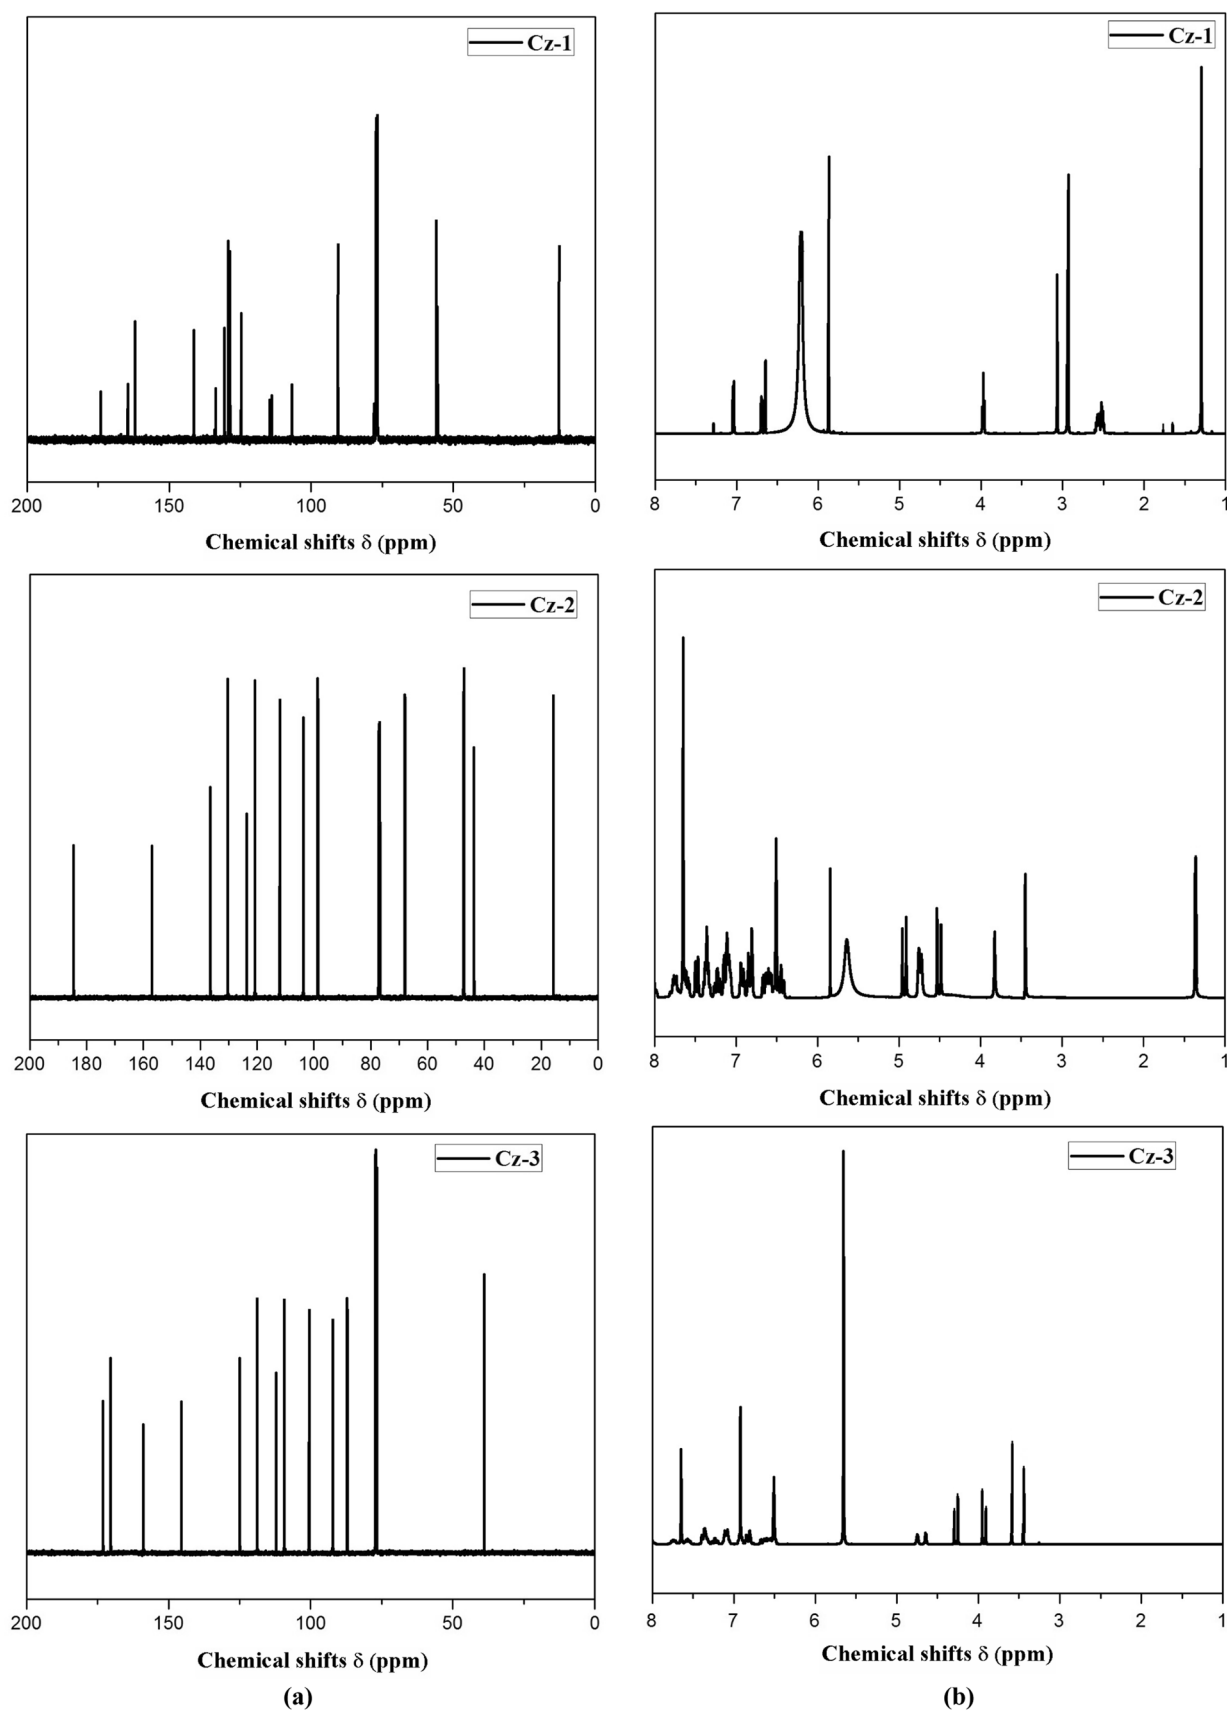 Cz-1
200 150 100 50 0
Chemical shifts δ (ppm)
Cz-1
8 7 6 5 4 3 2 1
Chemical shifts δ (ppm)
Cz-2
200 180 160 140 120 100 80 60 40 20 0
Chemical shifts δ (ppm)
Cz-2
8 7 6 5 4 3 2 1
Chemical shifts δ (ppm)
Cz-3
200 150 100 50 0
Chemical shifts δ (ppm)
(a)
Cz-3
8 7 6 5 4 3 2 1
Chemical shifts δ (ppm)
(b)